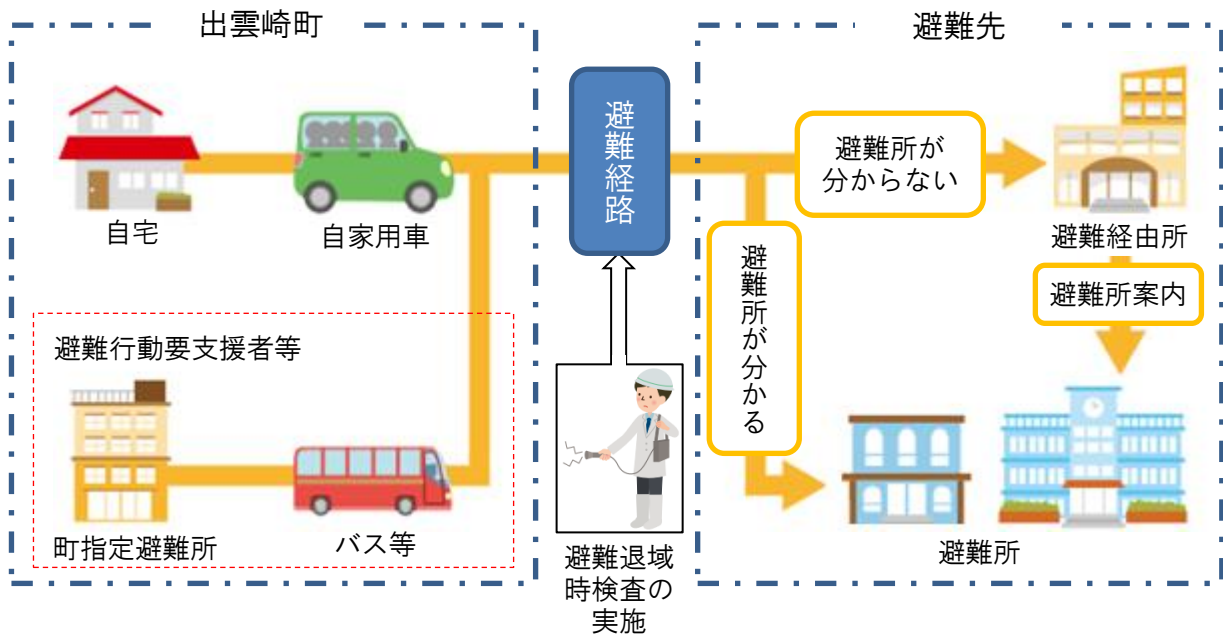 出雲崎町
自宅
自家用車
避難行動要支援者等
町指定避難所
バス等
避難経路
避難退域
時検査の
実施
避難先
避難所が
分からない
避難経由所
避難所が分かる
避難所案内
避難所